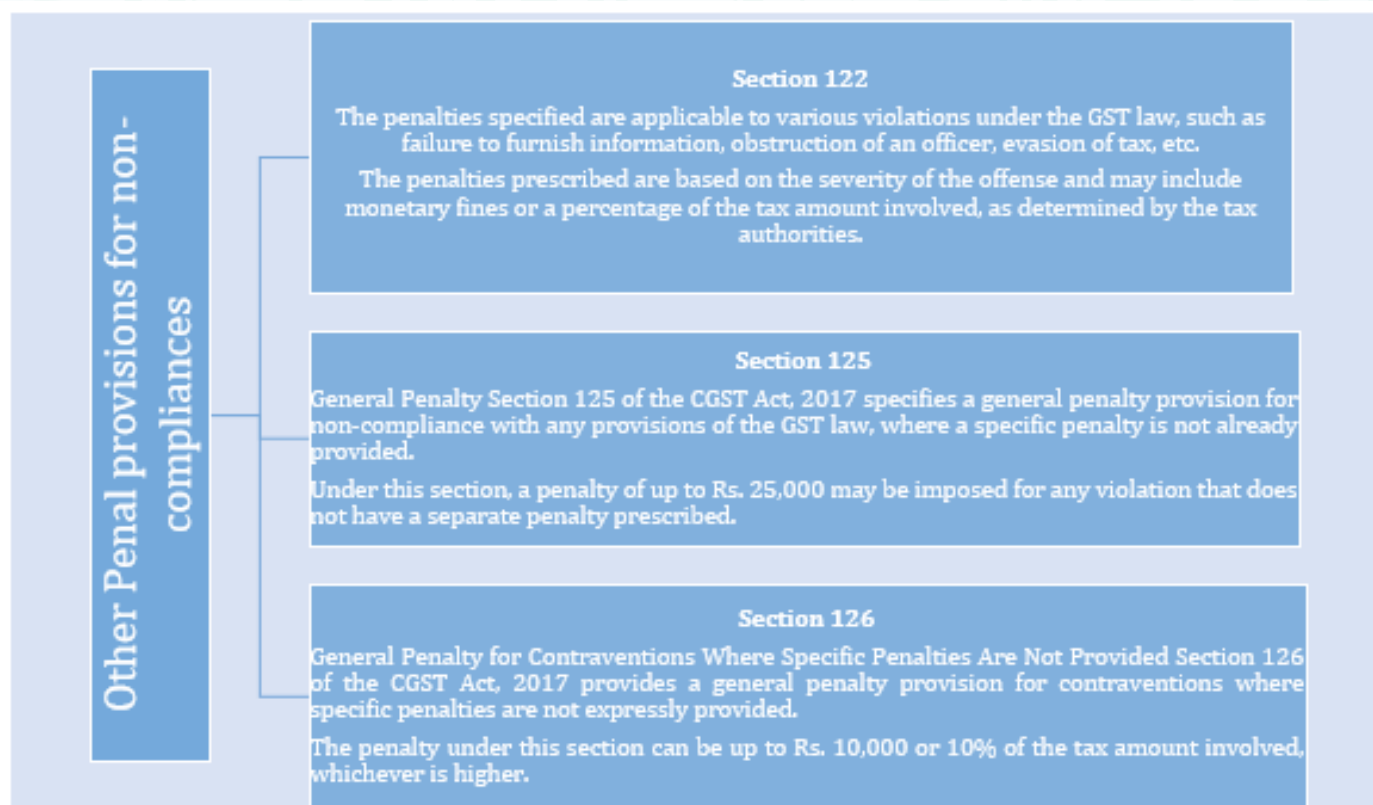 Other Penal provisions for non-
compliances
Section 122
The penalties specified are applicable to various violations under the GST law, such as
failure to furnish information, obstruction of an officer, evasion of tax, etc.
The penalties prescribed are based on the severity of the offense and may include
monetary fines or a percentage of the tax amount involved, as determined by the tax
authorities.
Section 125
General Penalty Section 125 of the CGST Act, 2017 specifies a general penalty provision for
non-compliance with any provisions of the GST law, where a specific penalty is not already
provided.
Under this section, a penalty of up to Rs. 25,000 may be imposed for any violation that does
not have a separate penalty prescribed.
Section 126
General Penalty for Contraventions Where Specific Penalties Are Not Provided Section 126
of the CGST Act, 2017 provides a general penalty provision for contraventions where
specific penalties are not expressly provided.
The penalty under this section can be up to Rs. 10,000 or 10% of the tax amount involved,
whichever is higher.